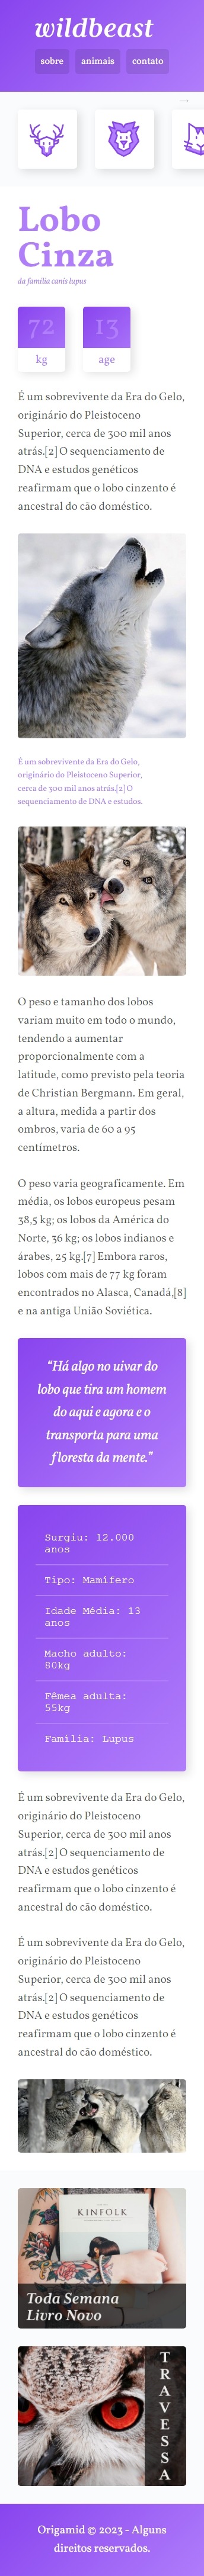 wildbeast
sobre animais contato
Lobo
Cinza
da família canis lupus
72 13
kg age
É um sobrevivente da Era do Gelo,
originário do Pleistoceno
Superior, cerca de 300 mil anos
atrás.[2] O sequenciamento de
DNA e estudos genéticos
reafirmam que o lobo cinzento é
ancestral do cão doméstico.
É um sobrevivente da Era do Gelo,
originário do Pleistoceno Superior,
cerca de 300 mil anos atrás.[2] O
sequenciamento de DNA e estudos.
O peso e tamanho dos lobos
variam muito em todo o mundo,
tendendo a aumentar
proporcionalmente com a
latitude, como previsto pela teoria
de Christian Bergmann. Em geral,
a altura, medida a partir dos
ombros, varia de 60 a 95
centímetros.
O peso varia geograficamente. Em
média, os lobos europeus pesam
38,5 kg; os lobos da América do
Norte, 36 kg; os lobos indianos e
árabes, 25 kg.[7] Embora raros,
lobos com mais de 77 kg foram
encontrados no Alasca, Canadá,[8]
e na antiga União Soviética.
“Há algo no uivar do
lobo que tira um homem
do aqui e agora e o
transporta para uma
floresta da mente.”
Surgiu: 12.000
anos
Tipo: Mamífero
Idade Média: 13
anos
Macho adulto:
80kg
Fêmea adulta:
55kg
Família: Lupus
É um sobrevivente da Era do Gelo,
originário do Pleistoceno
Superior, cerca de 300 mil anos
atrás.[2] O sequenciamento de
DNA e estudos genéticos
reafirmam que o lobo cinzento é
ancestral do cão doméstico.
É um sobrevivente da Era do Gelo,
originário do Pleistoceno
Superior, cerca de 300 mil anos
atrás.[2] O sequenciamento de
DNA e estudos genéticos
reafirmam que o lobo cinzento é
ancestral do cão doméstico.
KINFOLK
Toda Semana
Livro Novo
TRAVESSA
Origamid © 2023 - Alguns
direitos reservados.